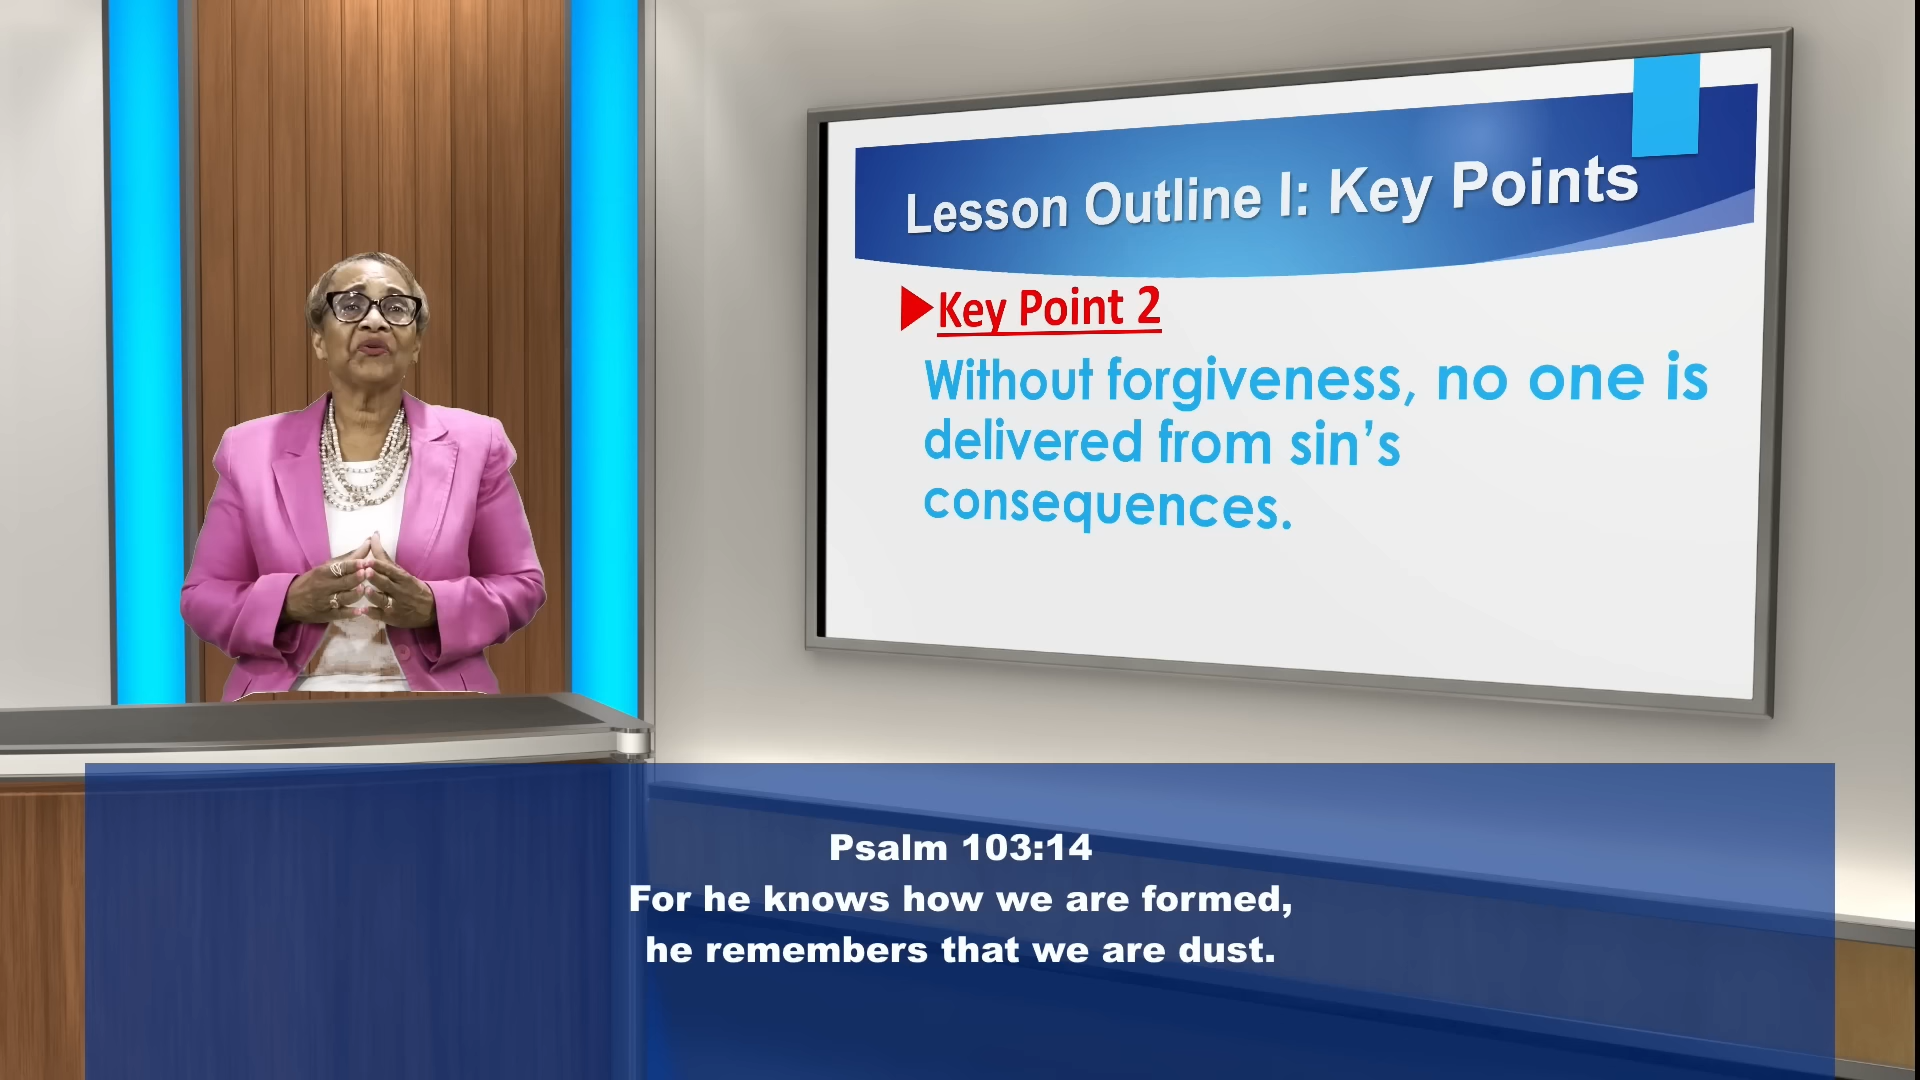 Lesson Outline I: Key Points
Key Point 2
Without forgiveness, no one is
delivered from sin’s
consequences.
Psalm 103:14
For he knows how we are formed,
he remembers that we are dust.